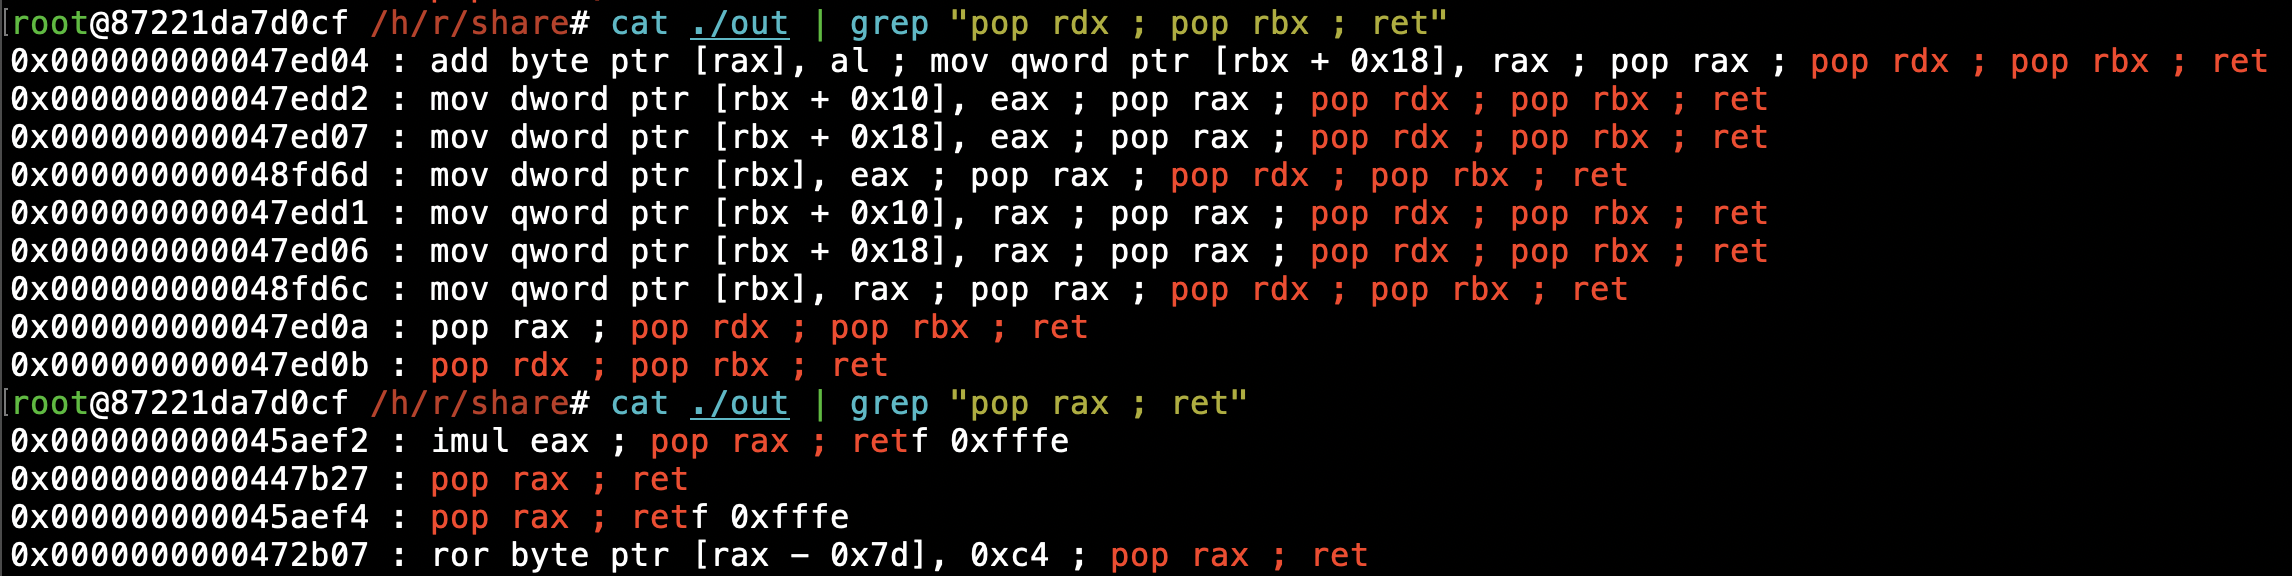 [root@87221da7d0cf /h/r/share# cat ./out | grep "pop rdx ; pop rbx ; ret"
0x000000000047ed04 : add byte ptr [rax], al ; mov qword ptr [rbx + 0x18], rax ; pop rax ; pop rdx ; pop rbx ; ret
0x000000000047edd2 : mov dword ptr [rbx + 0x10], eax ; pop rax ; pop rdx ; pop rbx ; ret
0x000000000047ed07 : mov dword ptr [rbx + 0x18], eax ; pop rax ; pop rdx ; pop rbx ; ret
0x000000000048fd6d : mov dword ptr [rbx], eax ; pop rax ; pop rdx ; pop rbx ; ret
0x000000000047edd1 : mov qword ptr [rbx + 0x10], rax ; pop rax ; pop rdx ; pop rbx ; ret
0x000000000047ed06 : mov qword ptr [rbx + 0x18], rax ; pop rax ; pop rdx ; pop rbx ; ret
0x000000000048fd6c : mov qword ptr [rbx], rax ; pop rax ; pop rdx ; pop rbx ; ret
0x000000000047ed0a : pop rax ; pop rdx ; pop rbx ; ret
0x000000000047ed0b : pop rdx ; pop rbx ; ret
[root@87221da7d0cf /h/r/share# cat ./out | grep "pop rax ; ret"
0x000000000045aef2 : imul eax ; pop rax ; retf 0xfffe
0x0000000000447b27 : pop rax ; ret
0x000000000045aef4 : pop rax ; retf 0xfffe
0x0000000000472b07 : ror byte ptr [rax - 0x7d], 0xc4 ; pop rax ; ret